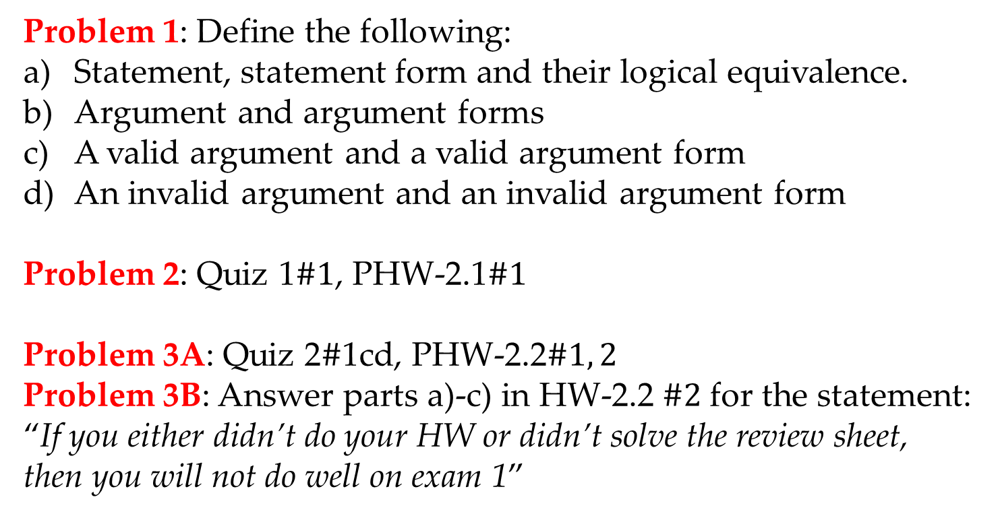 Problem 1: Define the following:
a) Statement, statement form and their logical equivalence.
b) Argument and argument forms
c) A valid argument and a valid argument form
d) An invalid argument and an invalid argument form
Problem 2: Quiz 1#1, PHW-2.1#1
Problem 3A: Quiz 2#1cd, PHW-2.2#1, 2
Problem 3B: Answer parts a)-c) in HW-2.2 #2 for the statement:
“If you either didn’t do your HW or didn’t solve the review sheet,
then you will not do well on exam 1”